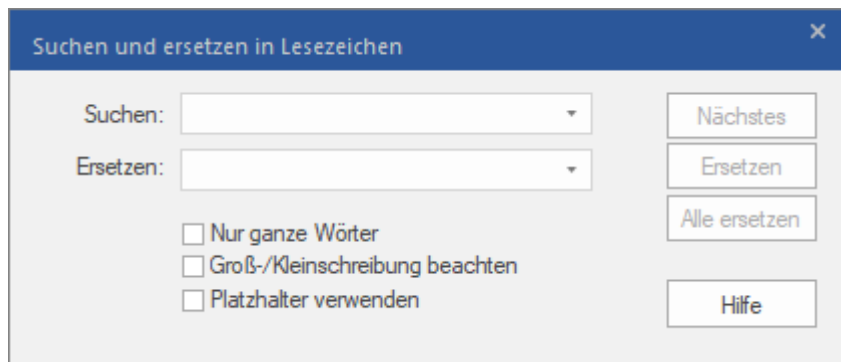 Suchen und ersetzen in Lesezeichen
Suchen:
Nächstes
Ersetzen:
Ersetzen
Alle ersetzen
Nur ganze Wörter
Groß-/Kleinschreibung beachten
Platzhalter verwenden
Hilfe